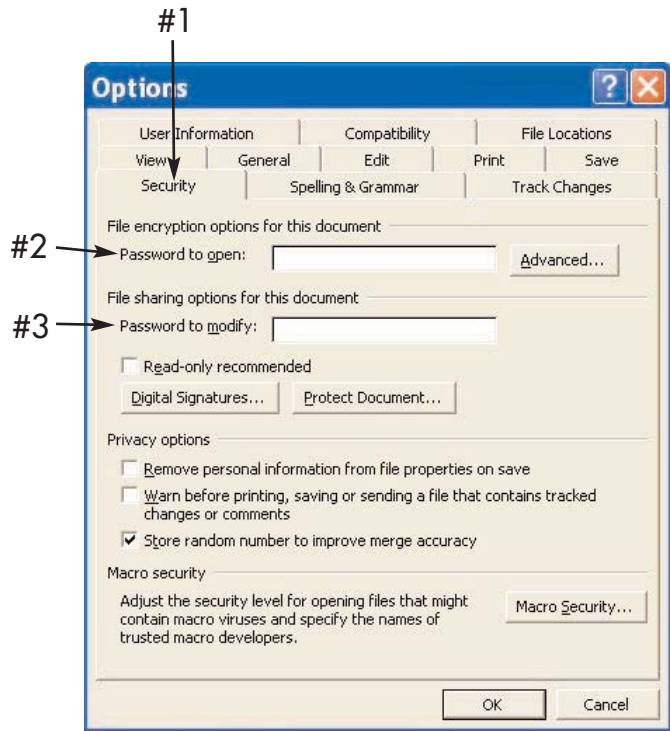 #1
Options
User Information Compatibility File Locations
View General Edit Print Save
Security Spelling & Grammar Track Changes
File encryption options for this document
#2
Password to open:
Advanced...
File sharing options for this document
#3
Password to modify:
Read-only recommended
Digital Signatures... Protect Document...
Privacy options
Remove personal information from file properties on save
Warn before printing, saving or sending a file that contains tracked
changes or comments
Store random number to improve merge accuracy
Macro security
Adjust the security level for opening files that might
contain macro viruses and specify the names of
trusted macro developers.
Macro Security...
OK Cancel